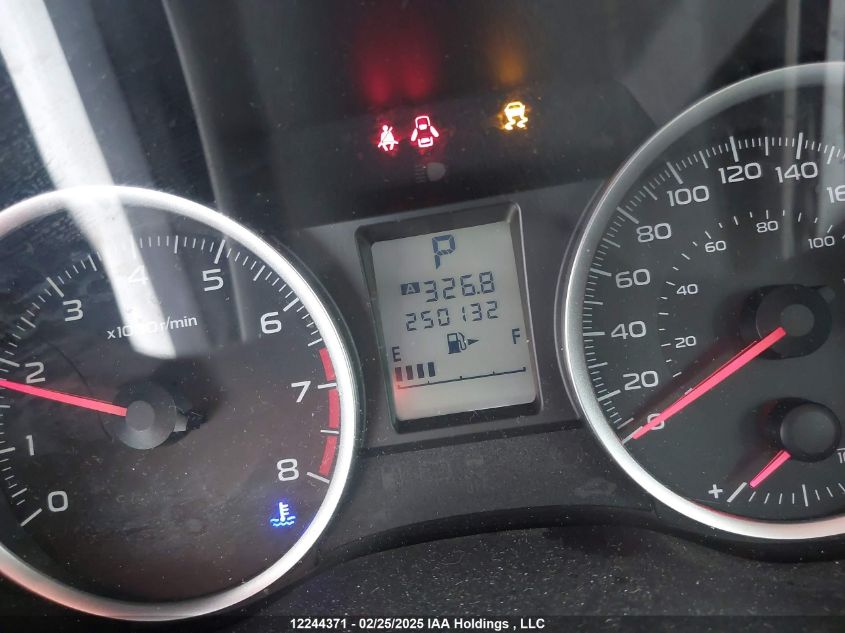 P
A 326.8
250132
E F
0 1 2 3 4 5 6 7 8
x1000r/min
0 20 40 60 80 100 120 140
20 40 60 80 100
+
12244371 - 02/25/2025 IAA Holdings , LLC